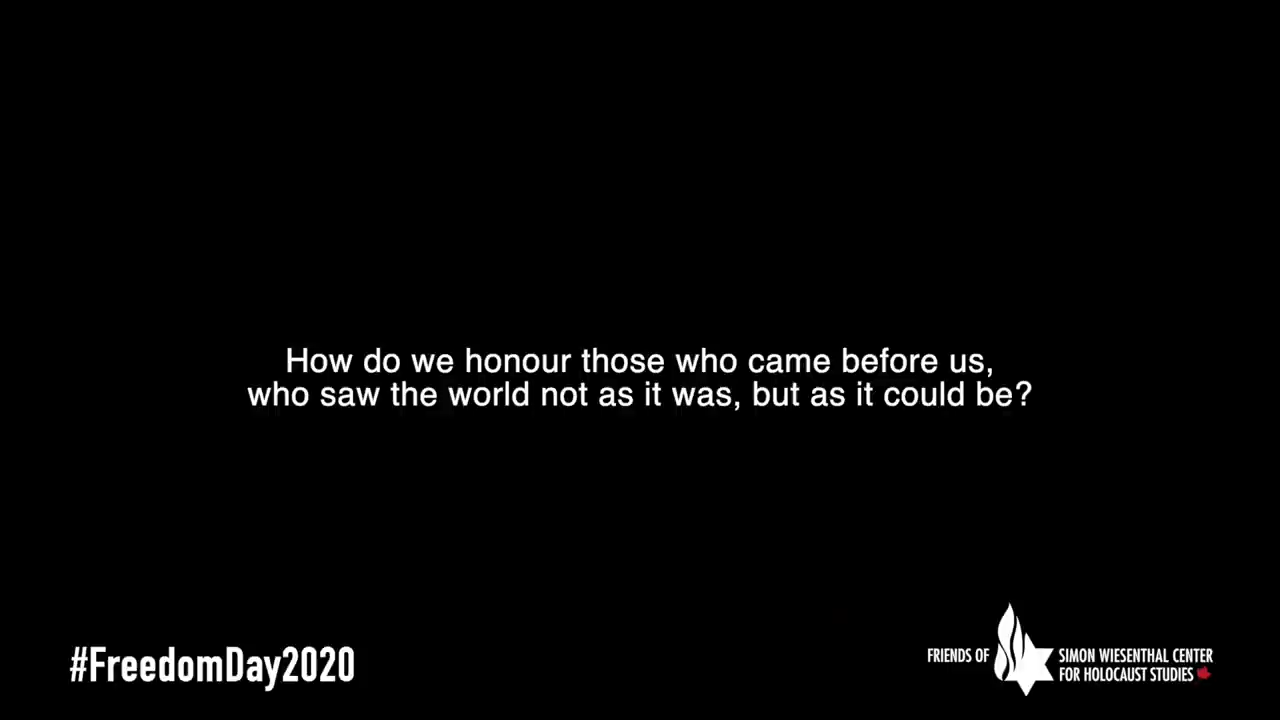 How do we honour those who came before us,
who saw the world not as it was, but as it could be?
#FreedomDay2020
FRIENDS OF
SIMON WIESENTHAL CENTER
FOR HOLOCAUST STUDIES